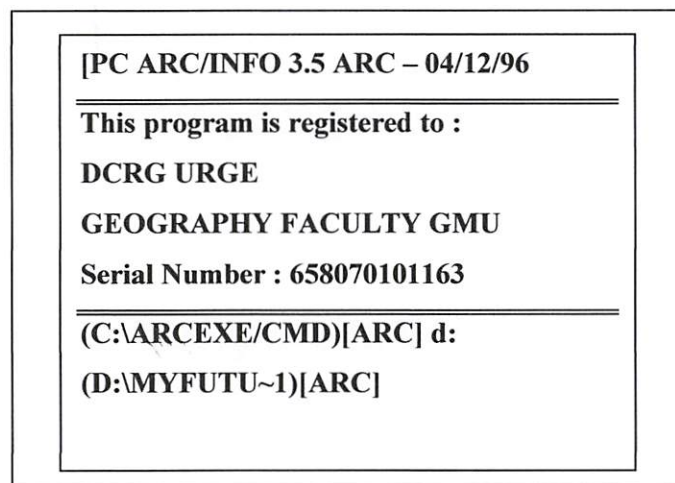 [PC ARC/INFO 3.5 ARC – 04/12/96
This program is registered to :
DCRG URGE
GEOGRAPHY FACULTY GMU
Serial Number : 658070101163
(C:\ARCEXE/CMD)[ARC] d:
(D:\MYFUTU~1)[ARC]